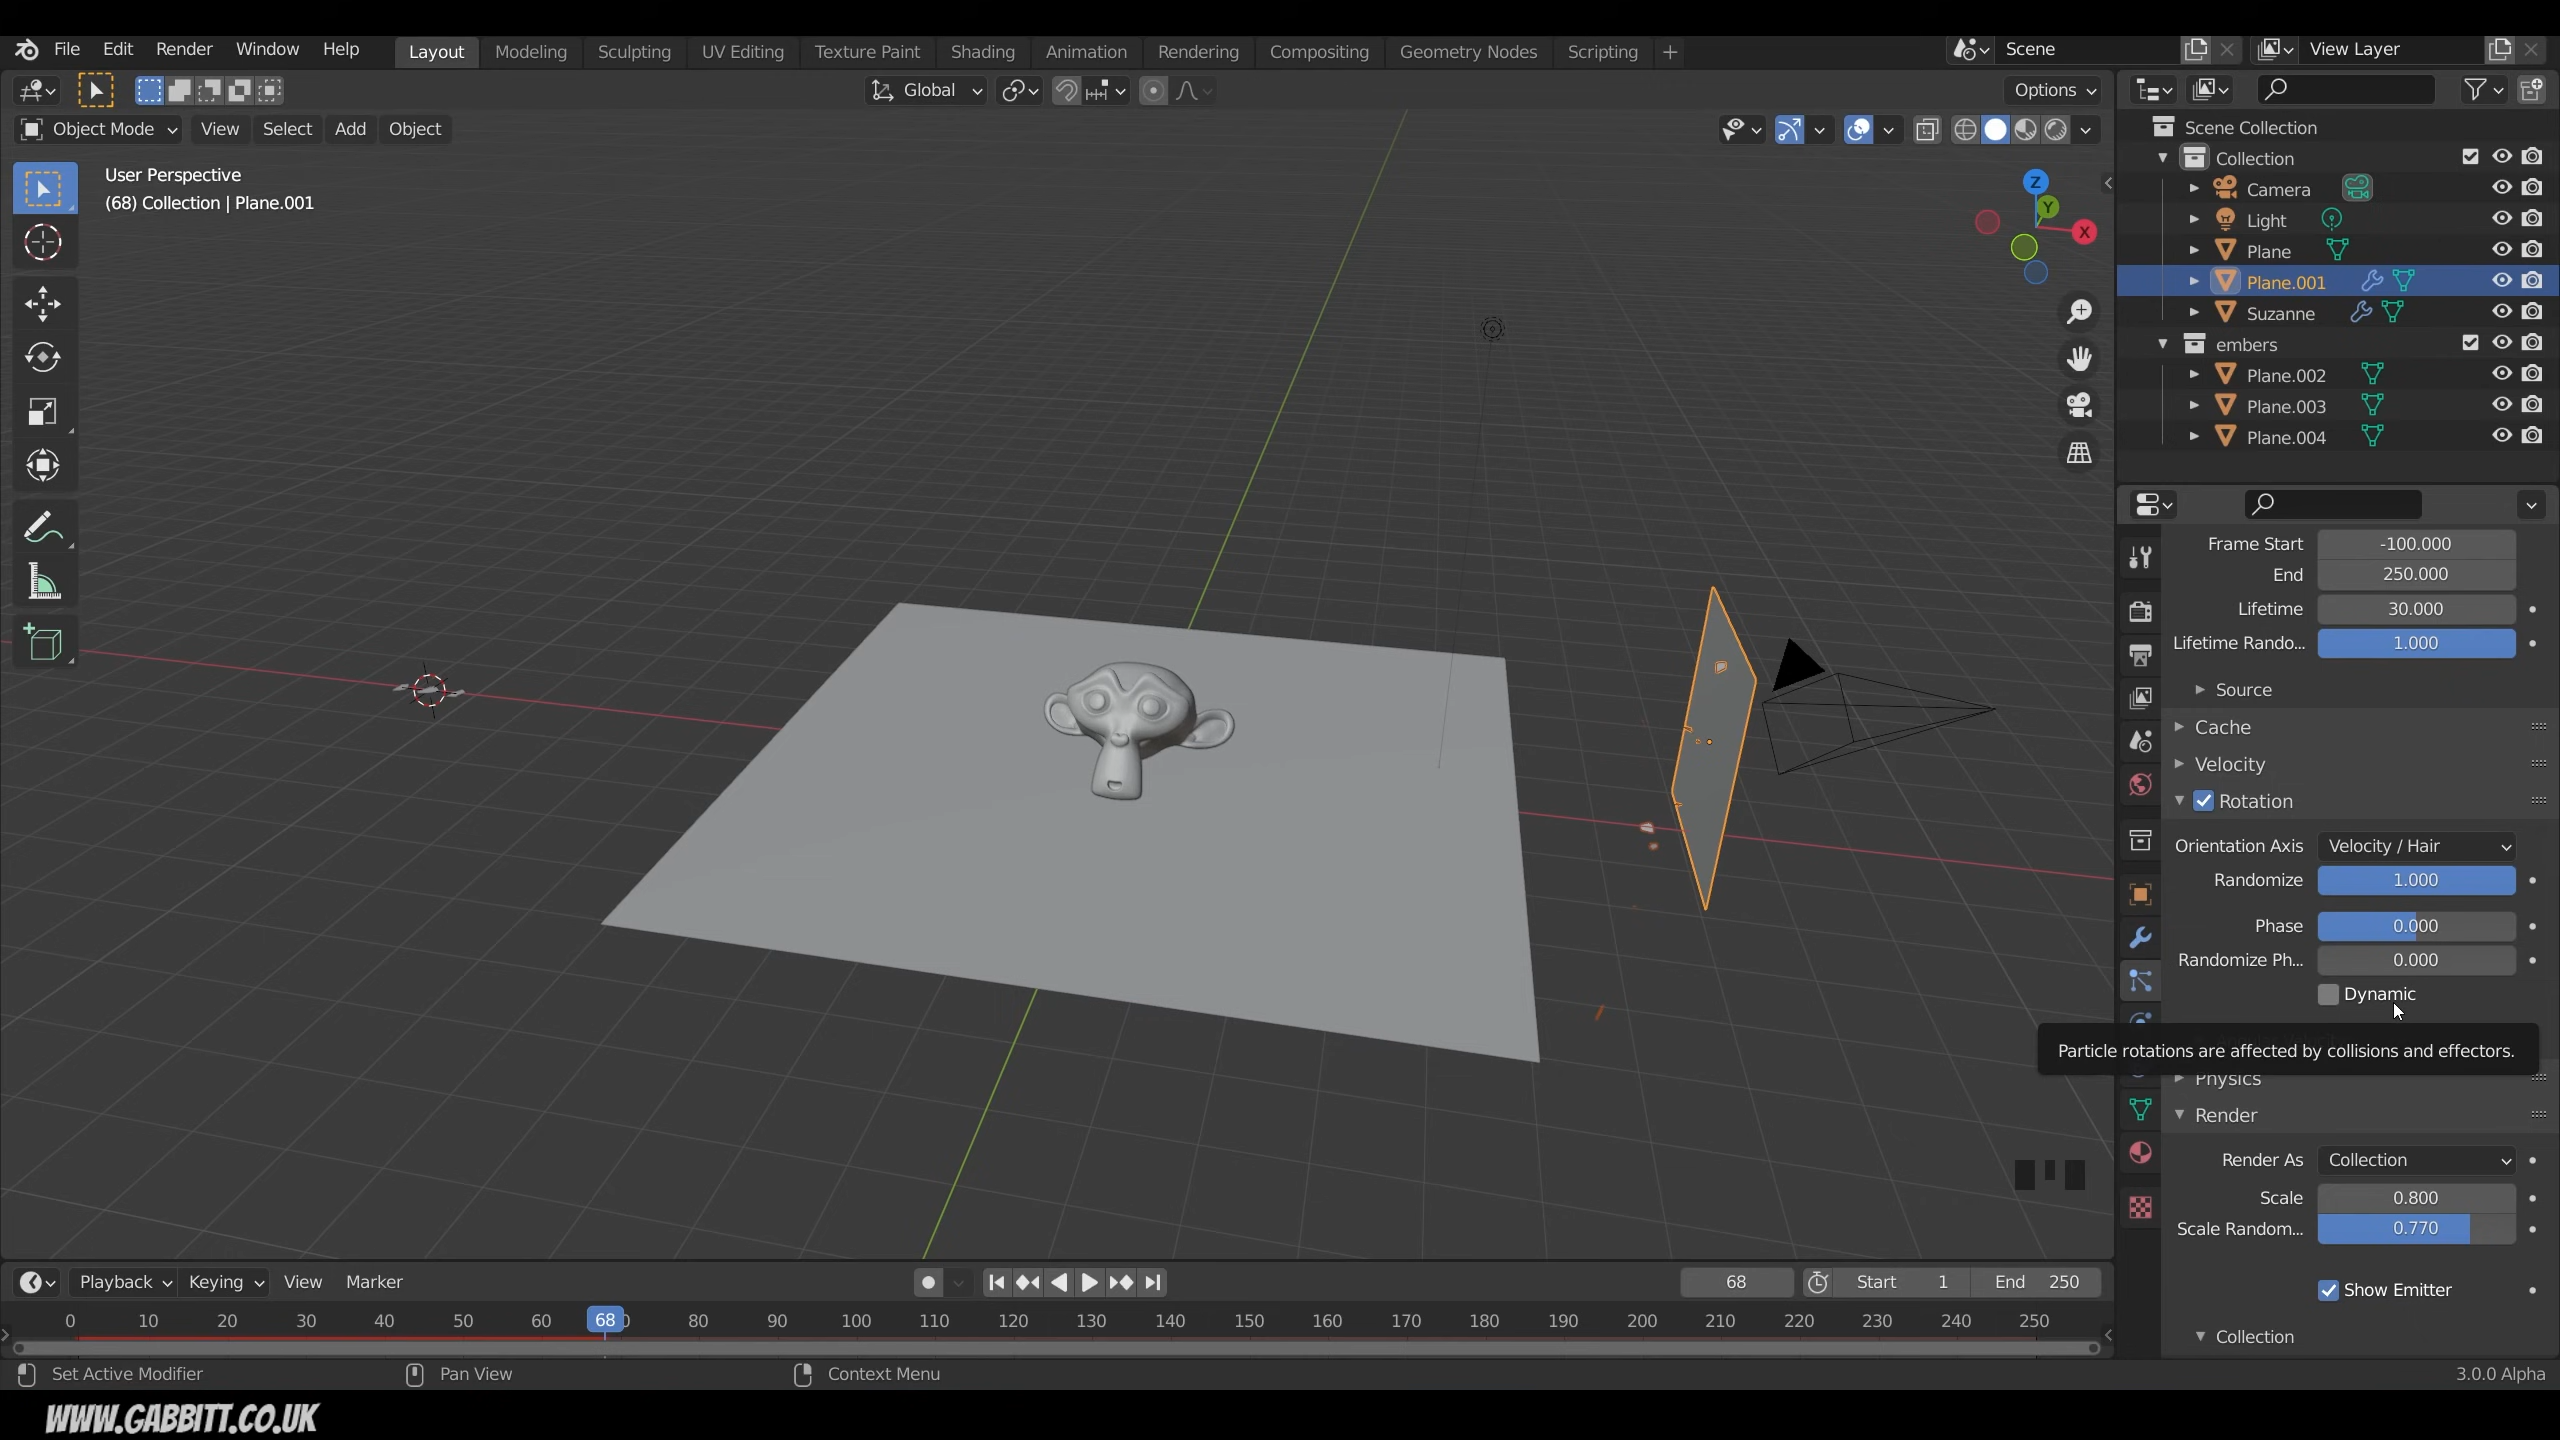 File Edit Render Window Help Layout Modeling Sculpting UV Editing Texture Paint Shading Animation Rendering Compositing Geometry Nodes Scripting + Scene View Layer
Global Options
Object Mode View Select Add Object
User Perspective
(68) Collection | Plane.001
Z
Y
X
Scene Collection
Collection
Camera
Light
Plane
Plane.001
Suzanne
embers
Plane.002
Plane.003
Plane.004
Frame Start -100.000
End 250.000
Lifetime 30.000
Lifetime Rando... 1.000
Source
Cache
Velocity
Rotation
Orientation Axis Velocity / Hair
Randomize 1.000
Phase 0.000
Randomize Ph... 0.000
Dynamic
Particle rotations are affected by collisions and effectors.
Physics
Render
Render As Collection
Scale 0.800
Scale Random... 0.770
Show Emitter
Collection
Playback Keying View Marker 68 Start 1 End 250
0 10 20 30 40 50 60 68 80 90 100 110 120 130 140 150 160 170 180 190 200 210 220 230 240 250
Set Active Modifier Pan View Context Menu 3.0.0 Alpha
WWW.GABBITT.CO.UK